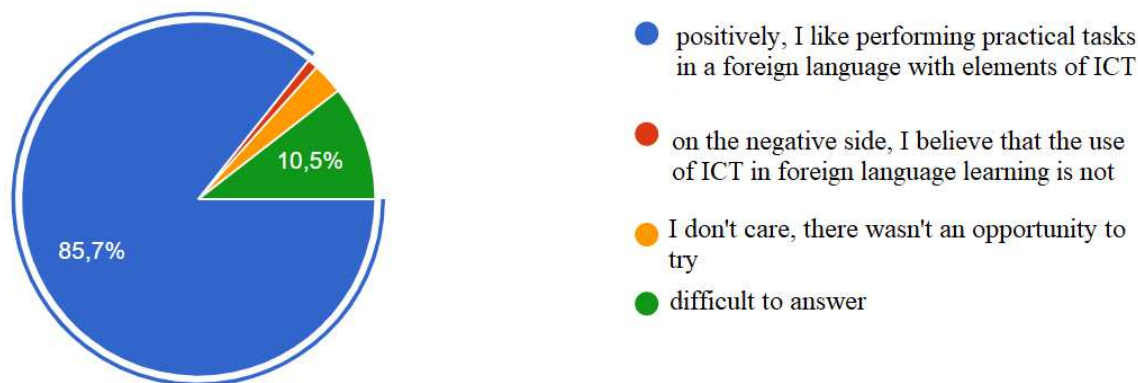 10,5%
85,7%
positively, I like performing practical tasks
in a foreign language with elements of ICT
on the negative side, I believe that the use
of ICT in foreign language learning is not
I don't care, there wasn't an opportunity to
try
difficult to answer